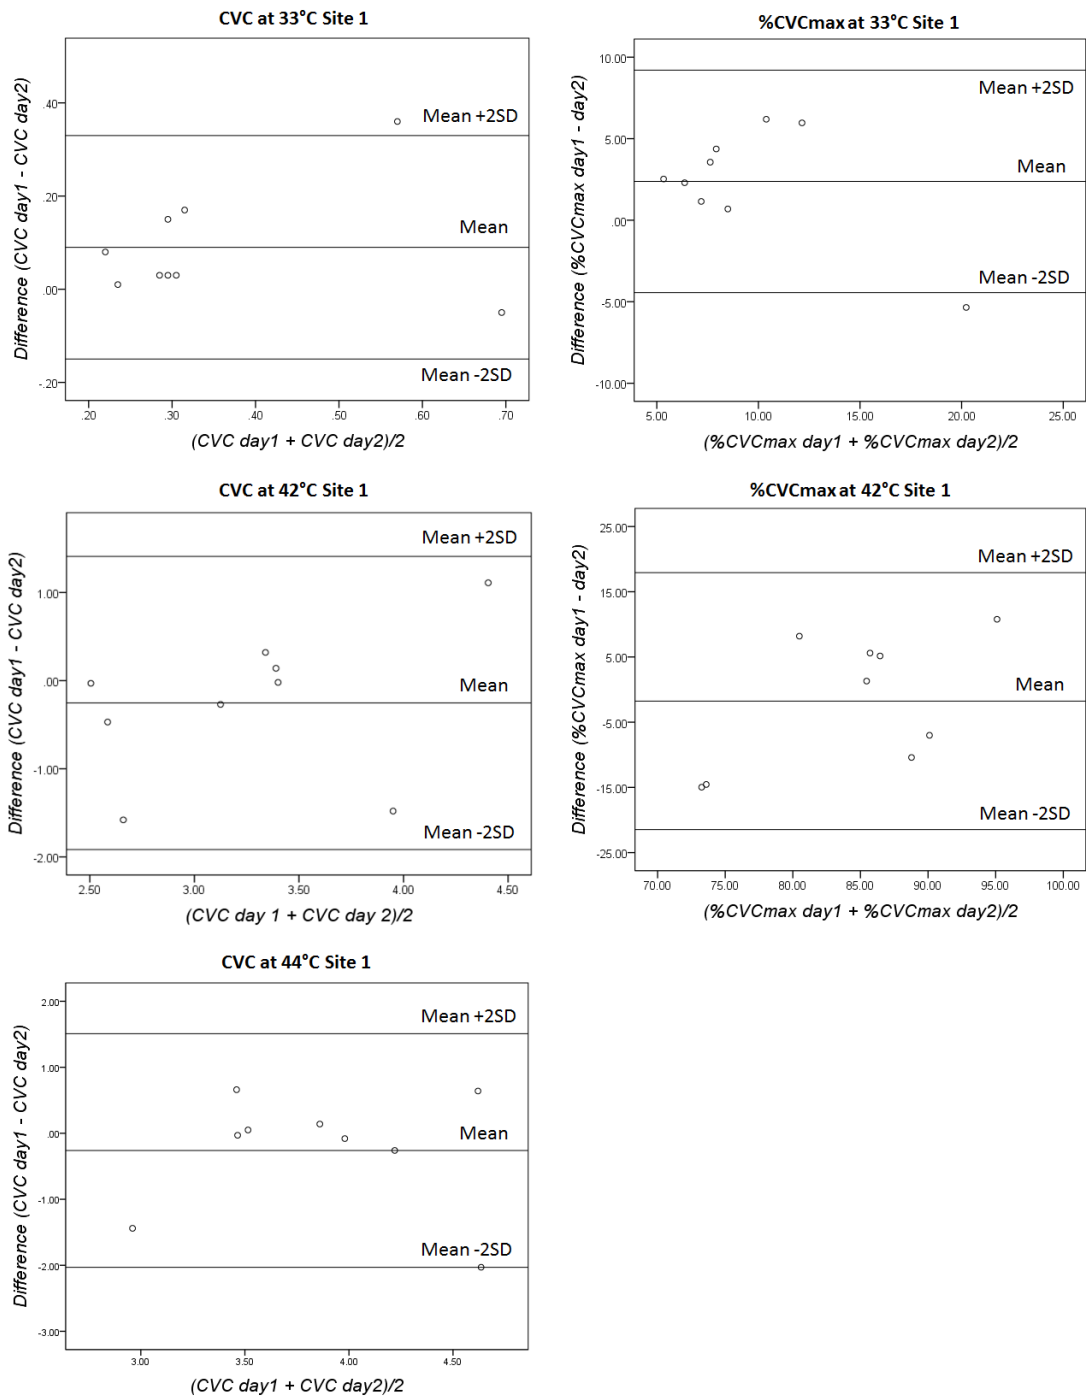 CVC at 33°C Site 1
Difference (CVC day1 - CVC day2)
.40
.20
.00
-.20
Mean +2SD
Mean
Mean -2SD
.20 .30 .40 .50 .60 .70
(CVC day1 + CVC day2)/2
%CVCmax at 33°C Site 1
Difference (%CVCmax day1 - day2)
10.00
5.00
.00
-5.00
-10.00
Mean +2SD
Mean
Mean -2SD
5.00 10.00 15.00 20.00 25.00
(%CVCmax day1 + %CVCmax day2)/2
CVC at 42°C Site 1
Difference (CVC day1 - CVC day2)
1.00
.00
-1.00
-2.00
Mean +2SD
Mean
Mean -2SD
2.50 3.00 3.50 4.00 4.50
(CVC day 1 + CVC day 2)/2
%CVCmax at 42°C Site 1
Difference (%CVCmax day1 - day2)
25.00
15.00
5.00
-5.00
-15.00
-25.00
Mean +2SD
Mean
Mean -2SD
70.00 75.00 80.00 85.00 90.00 95.00 100.00
(%CVCmax day1 + %CVCmax day2)/2
CVC at 44°C Site 1
Difference (CVC day1 - CVC day2)
2.00
1.00
.00
-1.00
-2.00
-3.00
Mean +2SD
Mean
Mean -2SD
3.00 3.50 4.00 4.50
(CVC day1 + CVC day2)/2